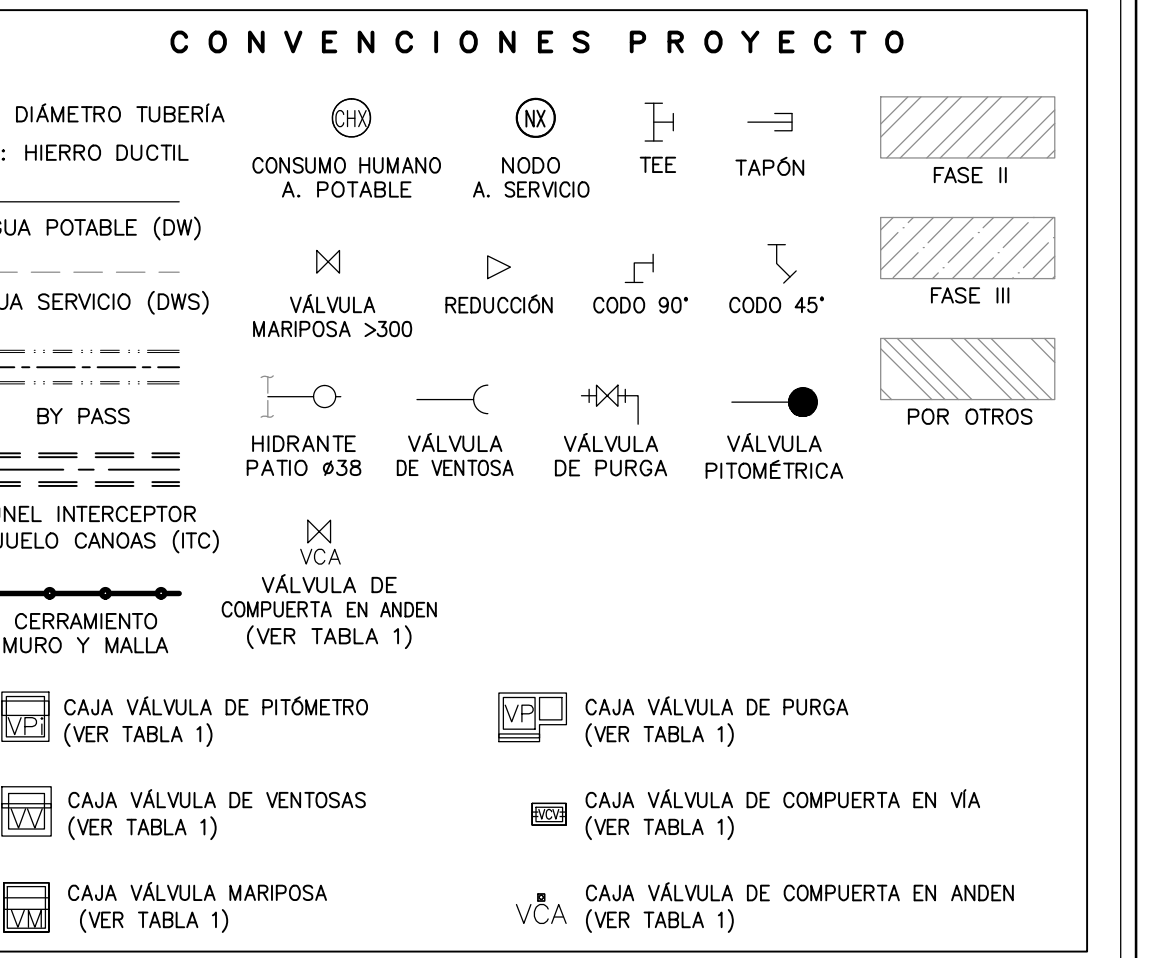 CONVENCIONES PROYECTO
DIÁMETRO TUBERÍA
: HIERRO DUCTIL
POTABLE (DW)
SERVICIO (DWS)
BY PASS
INTERCEPTOR
CANOAS (ITC)
CERRAMIENTO
MURO Y MALLA
CHX
CONSUMO HUMANO
A. POTABLE
NX
NODO
A. SERVICIO
TEE
TAPÓN
FASE II
VÁLVULA
MARIPOSA >300
REDUCCIÓN
CODO 90°
CODO 45°
FASE III
HIDRANTE
PATIO ø38
VÁLVULA
DE VENTOSA
VÁLVULA
DE PURGA
VÁLVULA
PITOMÉTRICA
POR OTROS
VCA
VÁLVULA DE
COMPUERTA EN ANDEN
(VER TABLA 1)
VPi
CAJA VÁLVULA DE PITÓMETRO
(VER TABLA 1)
VP
CAJA VÁLVULA DE PURGA
(VER TABLA 1)
VV
CAJA VÁLVULA DE VENTOSAS
(VER TABLA 1)
VCV
CAJA VÁLVULA DE COMPUERTA EN VÍA
(VER TABLA 1)
VM
CAJA VÁLVULA MARIPOSA
(VER TABLA 1)
VCA
CAJA VÁLVULA DE COMPUERTA EN ANDEN
(VER TABLA 1)